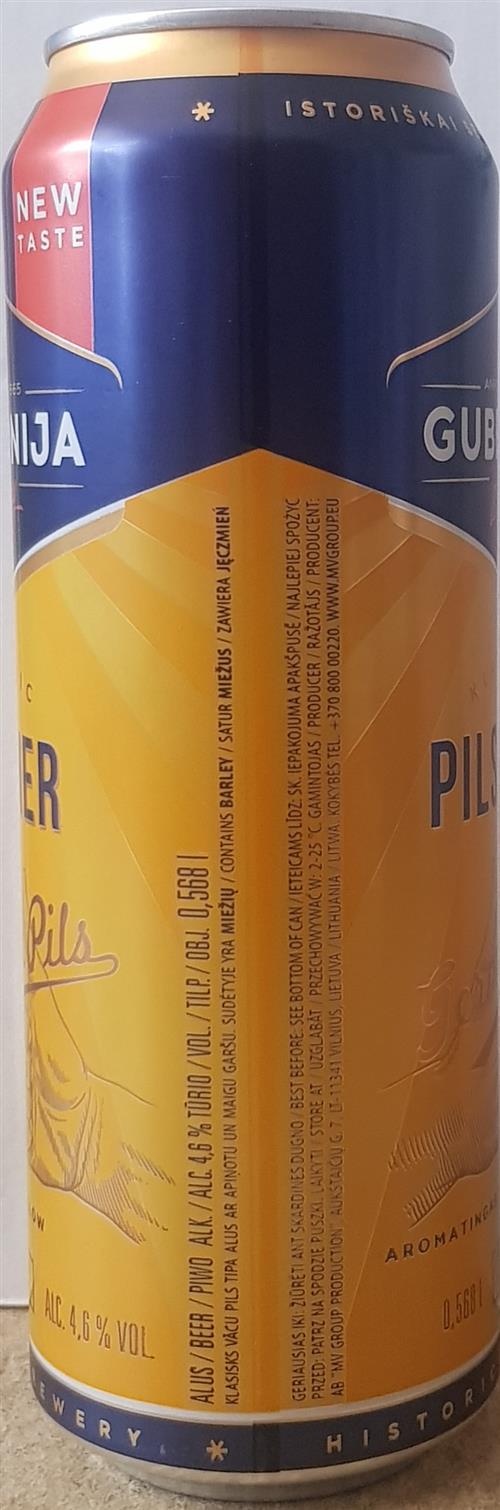 ISTORIŠKAI
NEW
TASTE
NIJA
GUB
ER
PILS
Pils
ALUS / BEER / PIWO ALK. / ALC. 4,6 % TŪRIO / VOL. / TILP. / OBJ. 0,568 l
KLASISKS VĀCU PILS TIPA ALUS AR APIŅOTU UN MAIGU GARŠU. SUDĖTYJE YRA MIEŽIŲ / CONTAINS BARLEY / SATUR MIEŽUS / ZAWIERA JĘCZMIEŃ
GERIAUSIAS IKI: ŽIŪRĖTI ANT SKARDINĖS DUGNO / BEST BEFORE: SEE BOTTOM OF CAN / IETEICAMS LĪDZ: SK. IEPAKOJUMA APAKŠPUSĒ / NAJLEPIEJ SPOŻYĆ
PRZED: PATRZ NA SPODZIE PUSZKI. LAIKYTI / STORE AT / UZGLABĀT / PRZECHOWYWAĆ W: 2-25 °C. GAMINTOJAS / PRODUCER / RAŽOTĀJS / PRODUCENT:
AB "MV GROUP PRODUCTION", AUKŠTAIČIŲ G. 7, LT-11341 VILNIUS, LIETUVA / LITHUANIA / LITWA. KOKYBĖS TEL. +370 800 00220. WWW.MVGROUP.EU
OW
AROMATINGA
ALC. 4,6 % VOL.
0,568 l
EWERY
HISTORIC